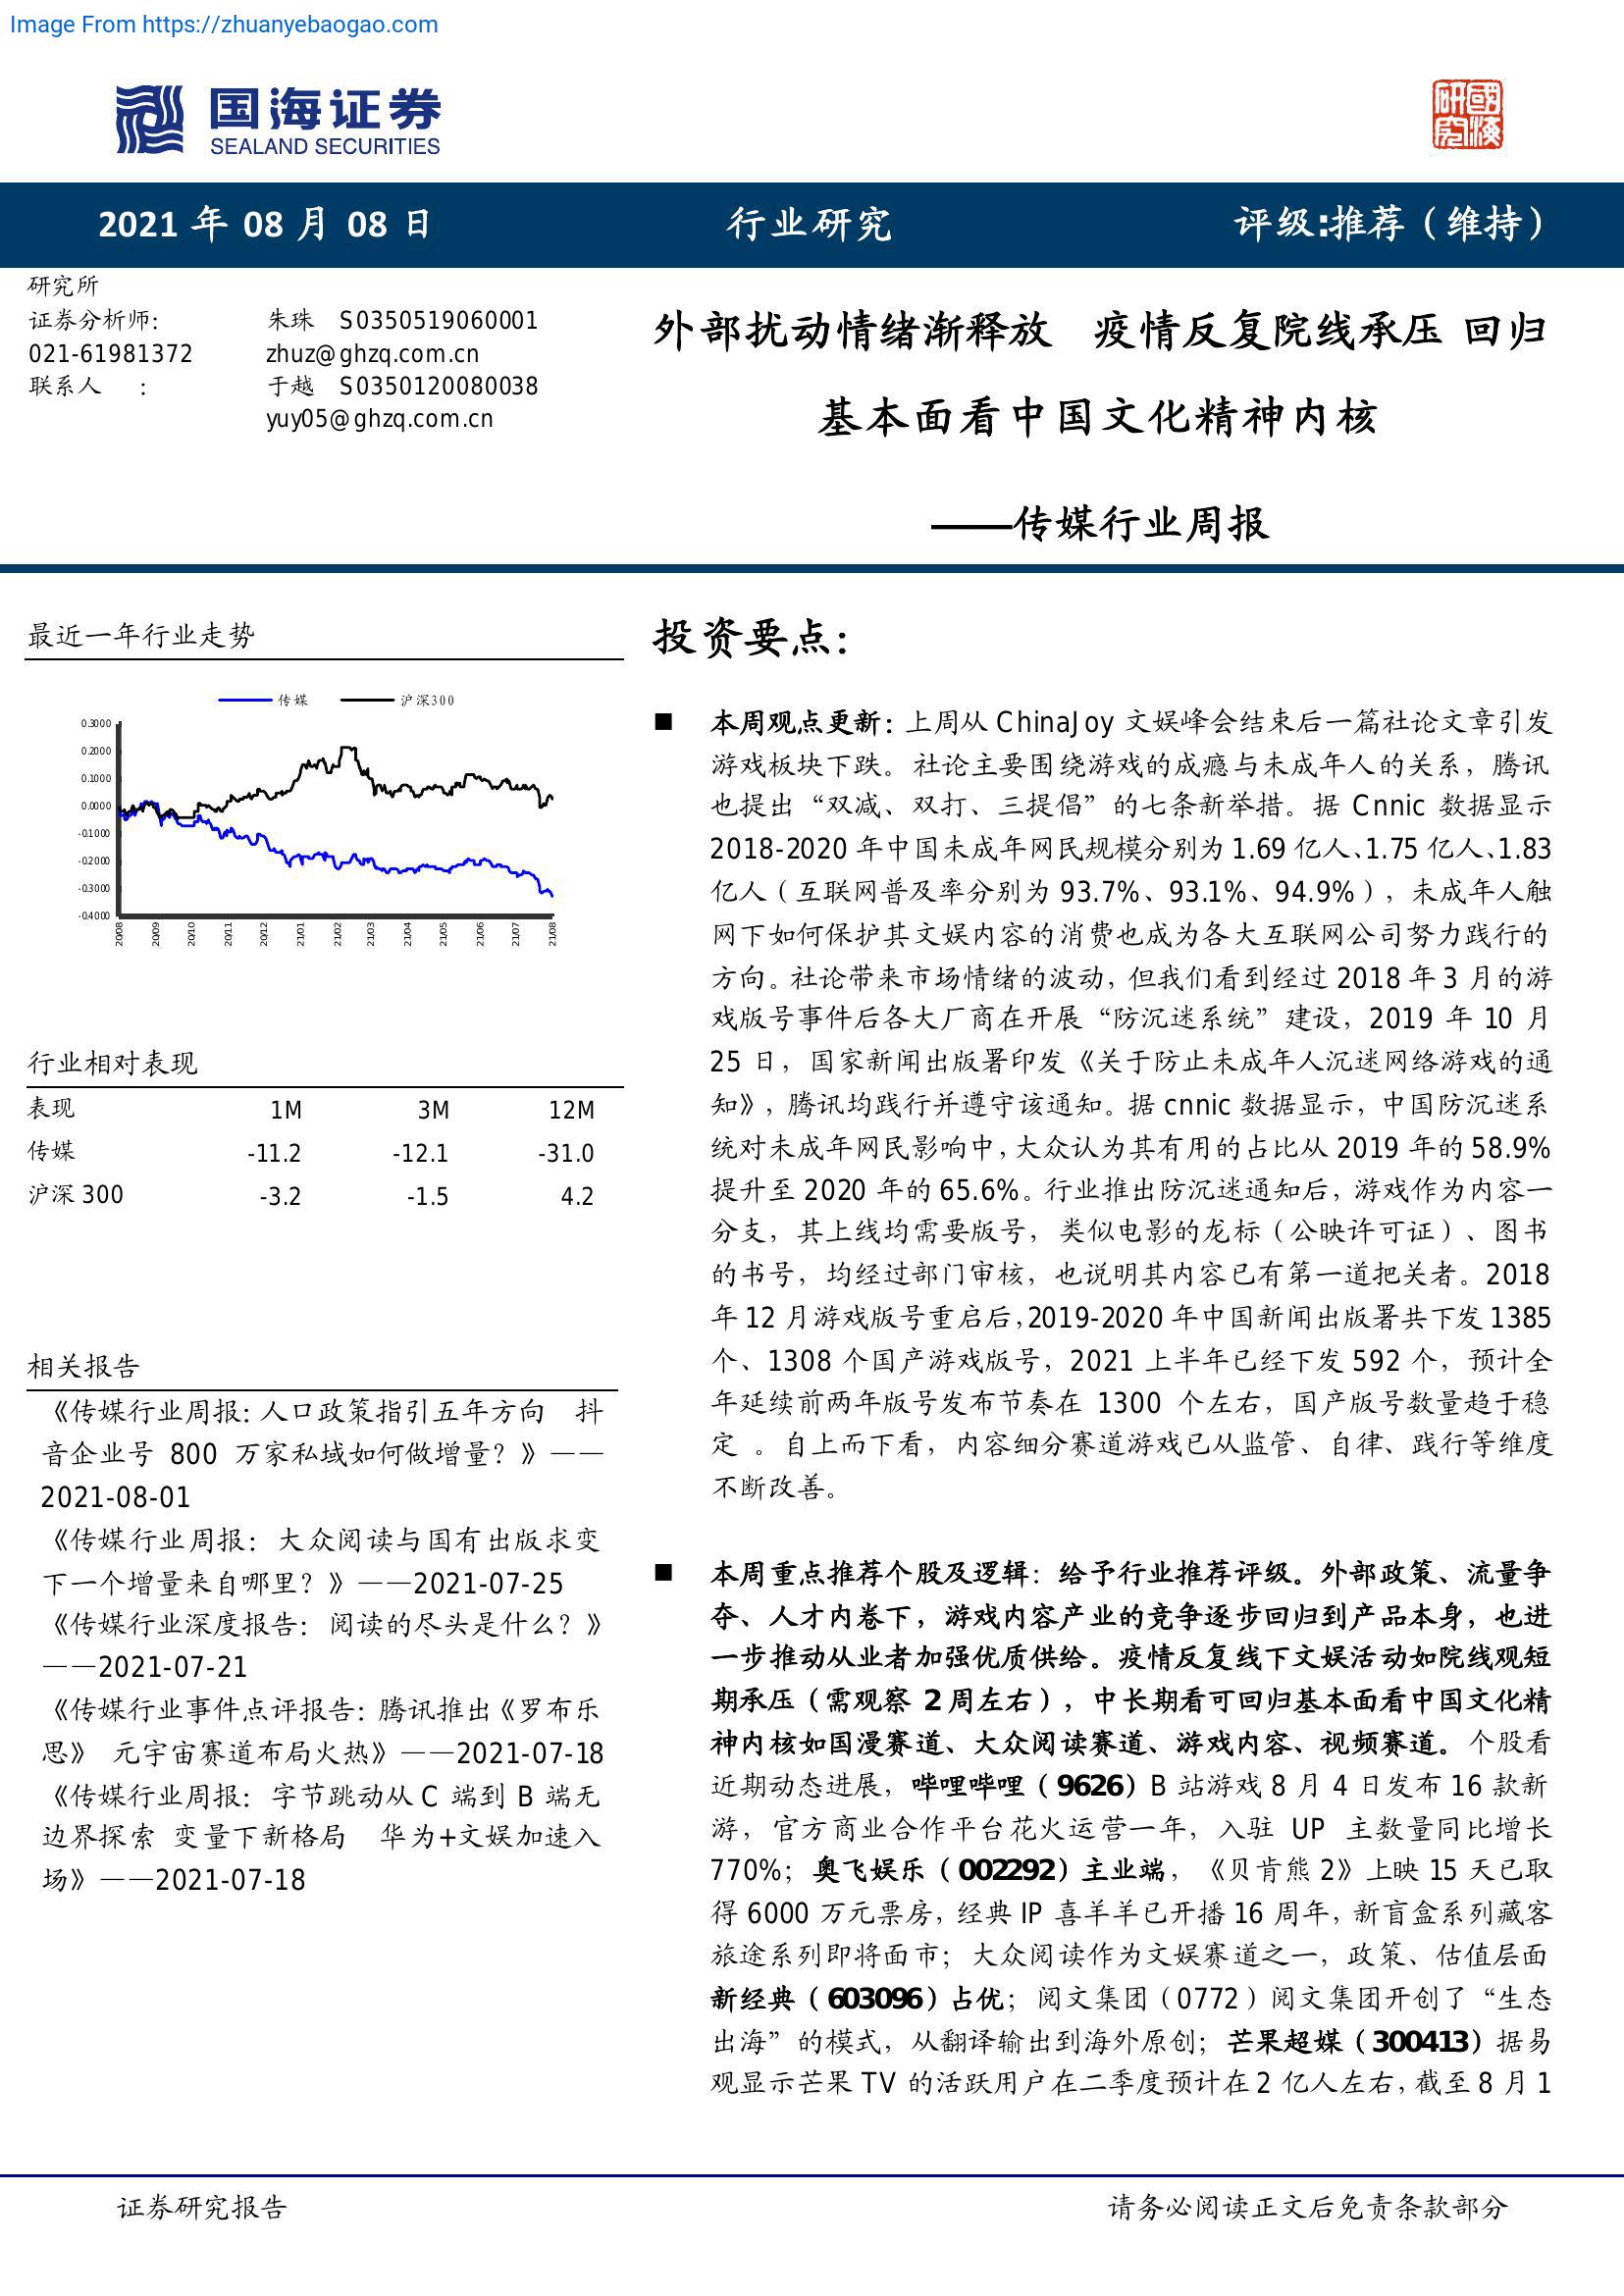 Image From https://zhuanyebaogao.com
国海证券
SEALAND SECURITIES
研究
國海
2021 年 08 月 08 日
行业研究
评级:推荐（维持）
研究所
证券分析师: 朱珠 S0350519060001
021-61981372 zhuz@ghzq.com.cn
联系人 : 于越 S0350120080038
yuy05@ghzq.com.cn
外部扰动情绪渐释放 疫情反复院线承压 回归
基本面看中国文化精神内核
——传媒行业周报
最近一年行业走势
传媒 沪深300
0.3000
0.2000
0.1000
0.0000
-0.1000
-0.2000
-0.3000
-0.4000
20/08 20/09 20/10 20/11 20/12 21/01 21/02 21/03 21/04 21/05 21/06 21/07 21/08
行业相对表现
表现 1M 3M 12M
传媒 -11.2 -12.1 -31.0
沪深 300 -3.2 -1.5 4.2
相关报告
《传媒行业周报: 人口政策指引五年方向 抖
音企业号 800 万家私域如何做增量？》——
2021-08-01
《传媒行业周报: 大众阅读与国有出版求变
下一个增量来自哪里？》——2021-07-25
《传媒行业深度报告: 阅读的尽头是什么？》
——2021-07-21
《传媒行业事件点评报告: 腾讯推出《罗布乐
思》 元宇宙赛道布局火热》——2021-07-18
《传媒行业周报: 字节跳动从 C 端到 B 端无
边界探索 变量下新格局 华为+文娱加速入
场》——2021-07-18
投资要点:
■ 本周观点更新: 上周从 ChinaJoy 文娱峰会结束后一篇社论文章引发
游戏板块下跌。社论主要围绕游戏的成瘾与未成年人的关系，腾讯
也提出“双减、双打、三提倡”的七条新举措。据 Cnnic 数据显示
2018-2020 年中国未成年网民规模分别为 1.69 亿人、1.75 亿人、1.83
亿人（互联网普及率分别为 93.7%、93.1%、94.9%），未成年人触
网下如何保护其文娱内容的消费也成为各大互联网公司努力践行的
方向。社论带来市场情绪的波动，但我们看到经过 2018 年 3 月的游
戏版号事件后各大厂商在开展“防沉迷系统”建设，2019 年 10 月
25 日，国家新闻出版署印发《关于防止未成年人沉迷网络游戏的通
知》，腾讯均践行并遵守该通知。据 cnnic 数据显示，中国防沉迷系
统对未成年网民影响中，大众认为其有用的占比从 2019 年的 58.9%
提升至 2020 年的 65.6%。行业推出防沉迷通知后，游戏作为内容一
分支，其上线均需要版号，类似电影的龙标（公映许可证）、图书
的书号，均经过部门审核，也说明其内容已有第一道把关者。2018
年 12 月游戏版号重启后，2019-2020 年中国新闻出版署共下发 1385
个、1308 个国产游戏版号，2021 上半年已经下发 592 个，预计全
年延续前两年版号发布节奏在 1300 个左右，国产版号数量趋于稳
定 。自上而下看，内容细分赛道游戏已从监管、自律、践行等维度
不断改善。
■ 本周重点推荐个股及逻辑: 给予行业推荐评级。外部政策、流量争
夺、人才内卷下，游戏内容产业的竞争逐步回归到产品本身，也进
一步推动从业者加强优质供给。疫情反复线下文娱活动如院线观短
期承压（需观察 2 周左右），中长期看可回归基本面看中国文化精
神内核如国漫赛道、大众阅读赛道、游戏内容、视频赛道。个股看
近期动态进展，哔哩哔哩（9626）B 站游戏 8 月 4 日发布 16 款新
游，官方商业合作平台花火运营一年，入驻 UP 主数量同比增长
770%；奥飞娱乐（002292）主业端，《贝肯熊 2》上映 15 天已取
得 6000 万元票房，经典 IP 喜羊羊已开播 16 周年，新盲盒系列藏客
旅途系列即将面市；大众阅读作为文娱赛道之一，政策、估值层面
新经典（603096）占优；阅文集团（0772）阅文集团开创了“生态
出海”的模式，从翻译输出到海外原创；芒果超媒（300413）据易
观显示芒果 TV 的活跃用户在二季度预计在 2 亿人左右，截至 8 月 1
证券研究报告
请务必阅读正文后免责条款部分